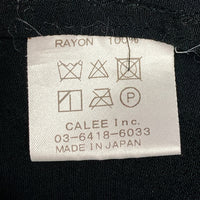 RAYON 100%
P
CALEE Inc.
03-6418-6033
MADE IN JAPAN